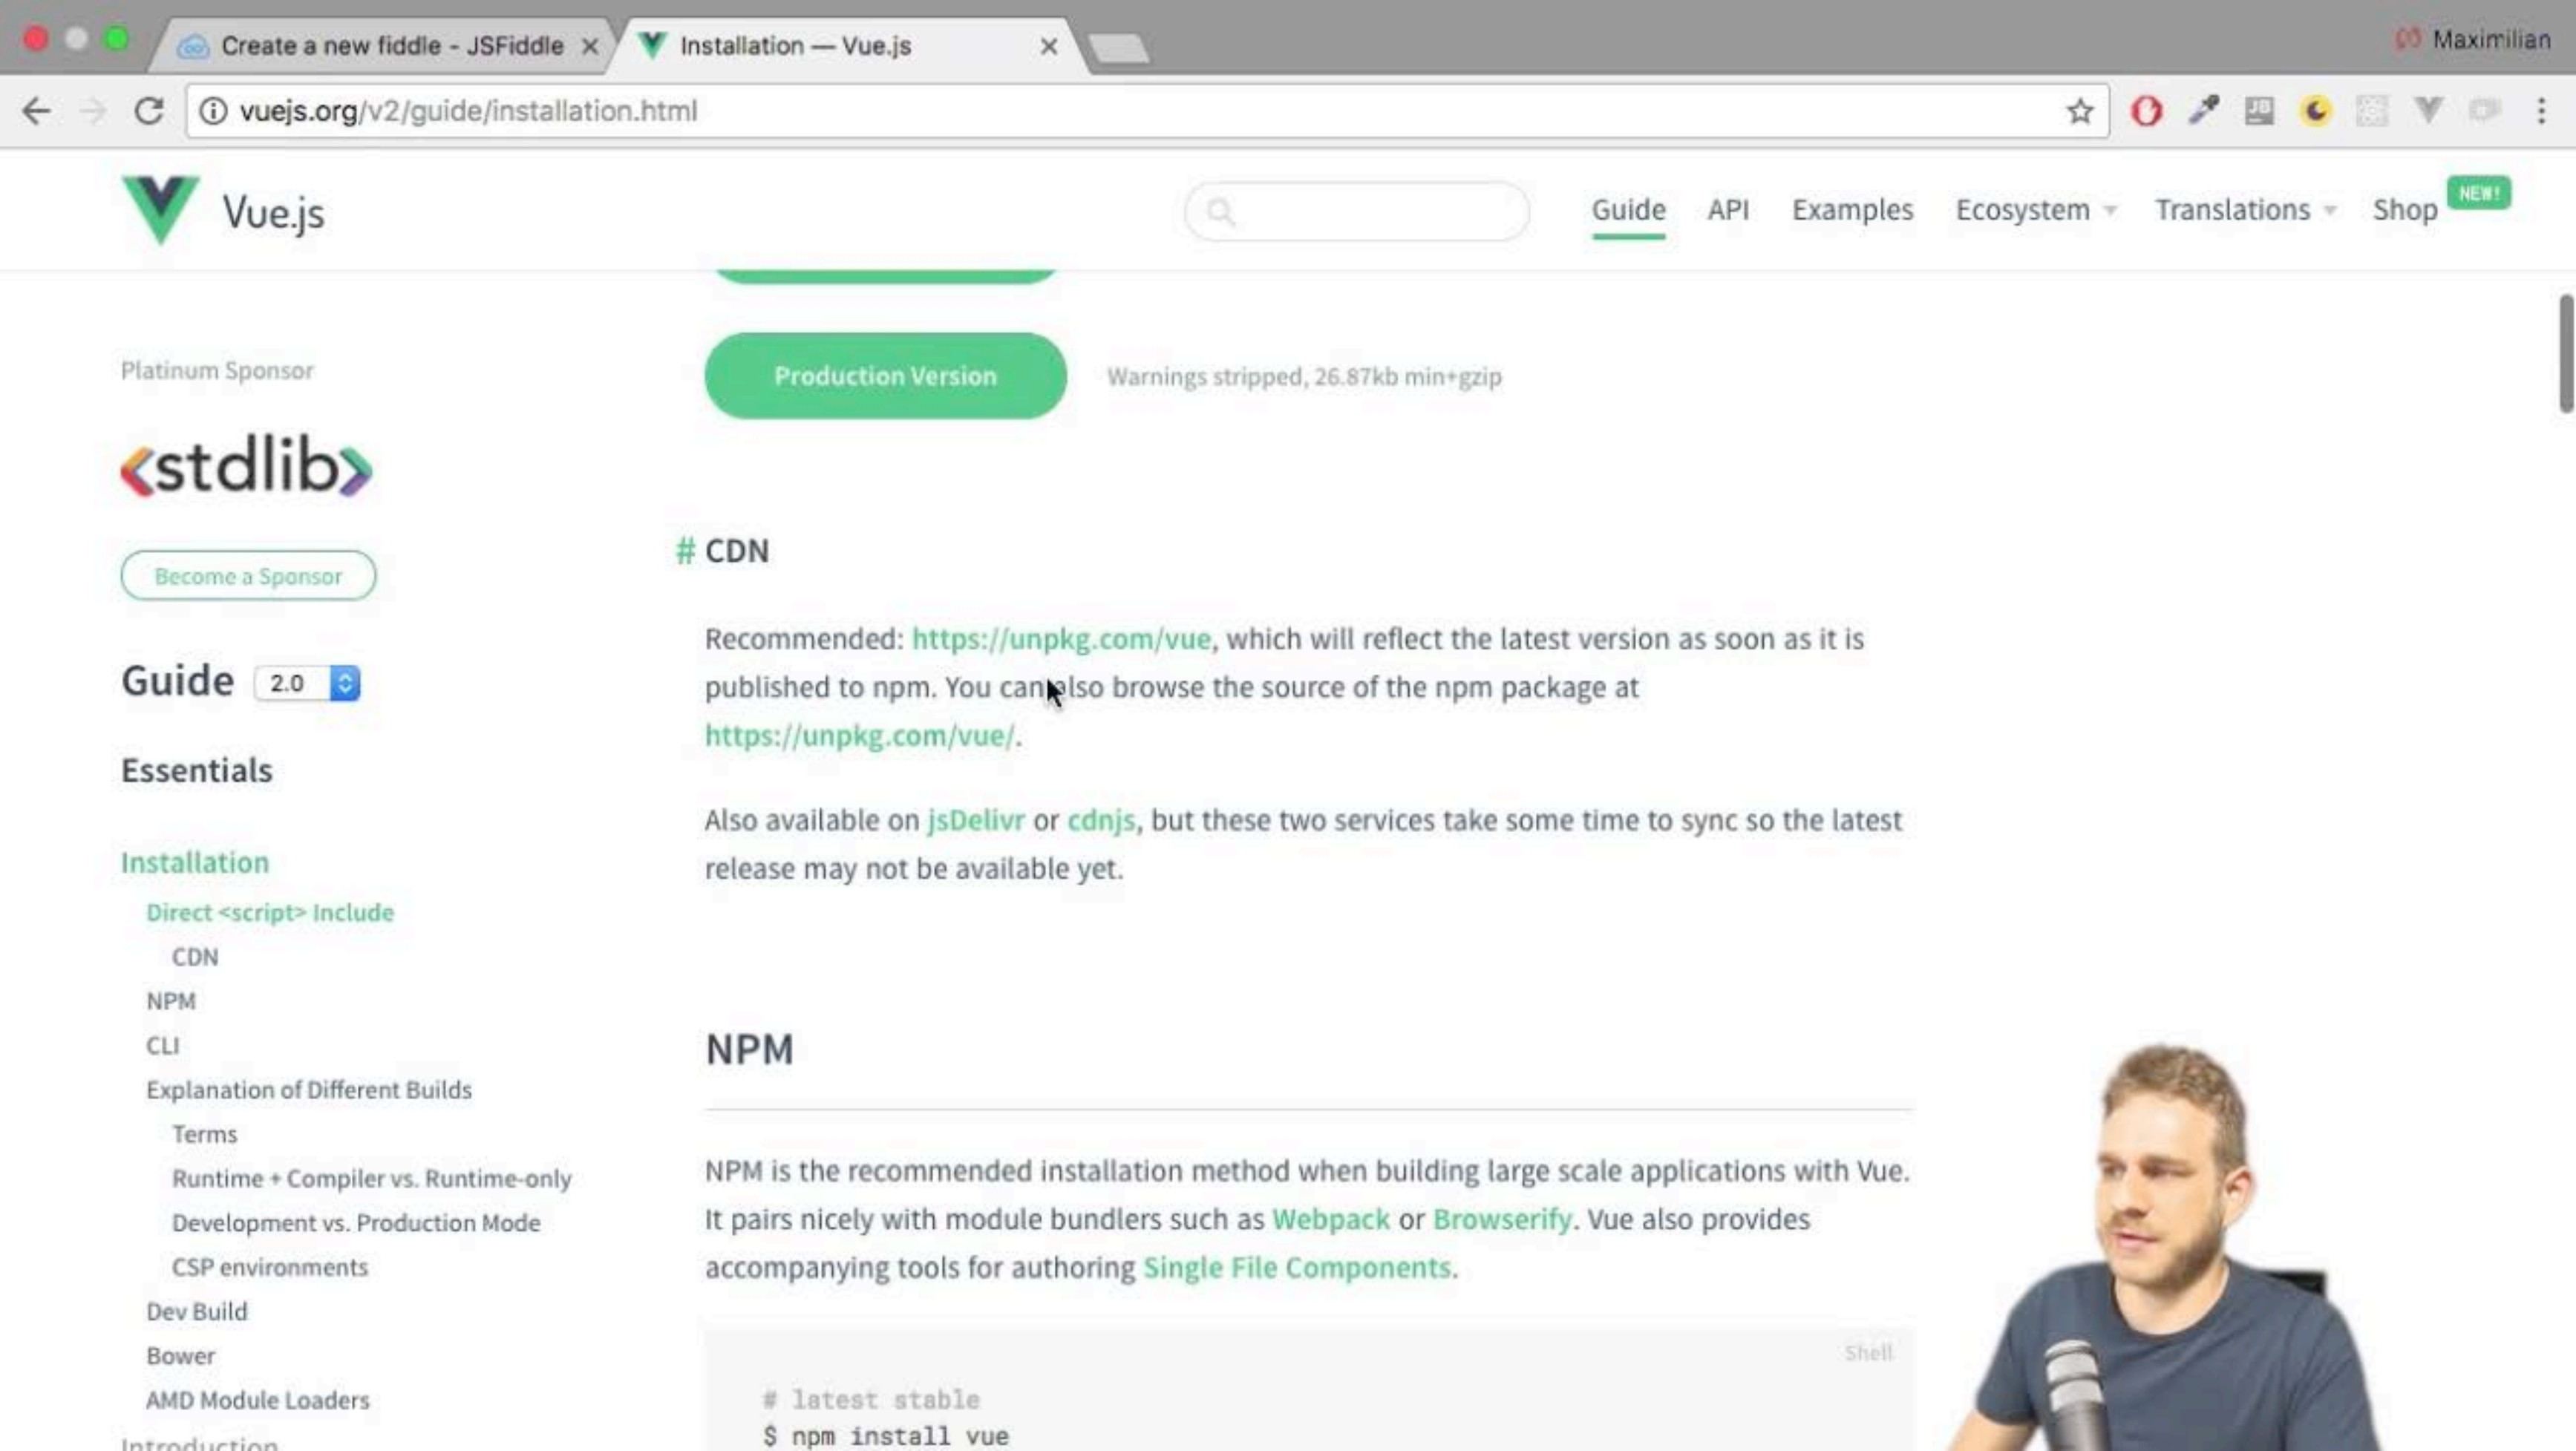 Create a new fiddle - JSFiddle
Installation — Vue.js
Maximilian
vuejs.org/v2/guide/installation.html
Vue.js
Guide
API
Examples
Ecosystem
Translations
Shop
NEW!
Platinum Sponsor
<stdlib>
Become a Sponsor
Guide 2.0
Essentials
Installation
Direct <script> Include
CDN
NPM
CLI
Explanation of Different Builds
Terms
Runtime + Compiler vs. Runtime-only
Development vs. Production Mode
CSP environments
Dev Build
Bower
AMD Module Loaders
Introduction
Production Version
Warnings stripped, 26.87kb min+gzip
# CDN
Recommended: https://unpkg.com/vue, which will reflect the latest version as soon as it is
published to npm. You can also browse the source of the npm package at
https://unpkg.com/vue/.
Also available on jsDelivr or cdnjs, but these two services take some time to sync so the latest
release may not be available yet.
NPM
NPM is the recommended installation method when building large scale applications with Vue.
It pairs nicely with module bundlers such as Webpack or Browserify. Vue also provides
accompanying tools for authoring Single File Components.
Shell
# latest stable
$ npm install vue